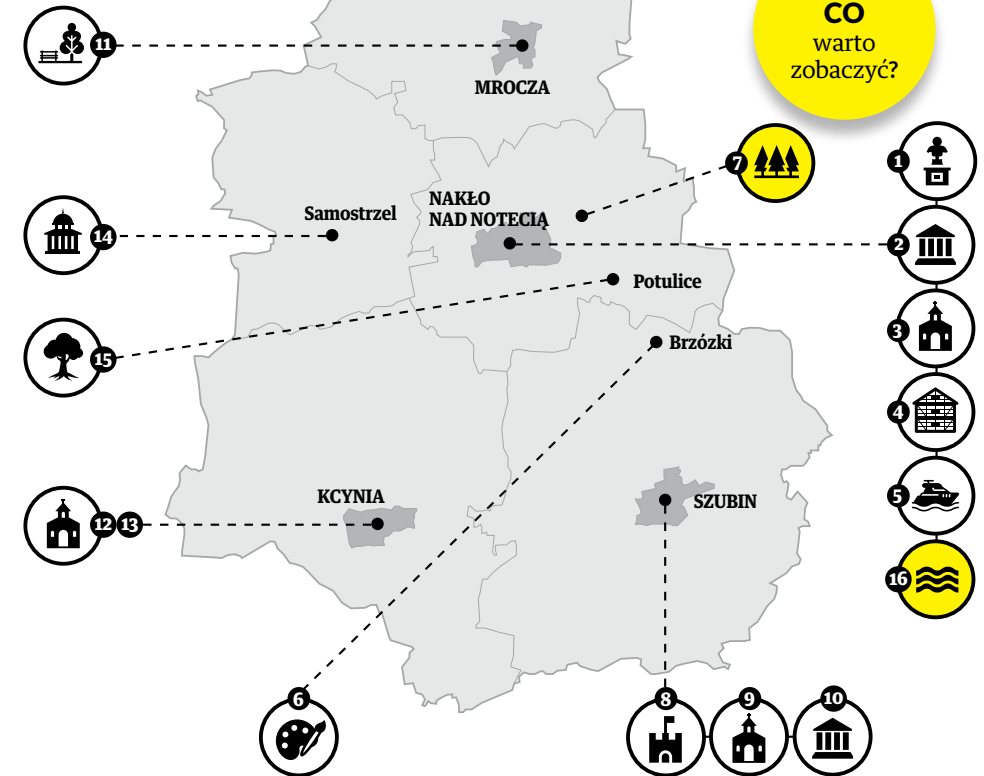 CO
warto
zobaczyć?
11
MROCZA
7
1
NAKŁO
NAD NOTECIĄ
Samostrzel
14
2
Potulice
15
3
Brzózki
4
KCYNIA
12 13
SZUBIN
5
16
6
8
9
10